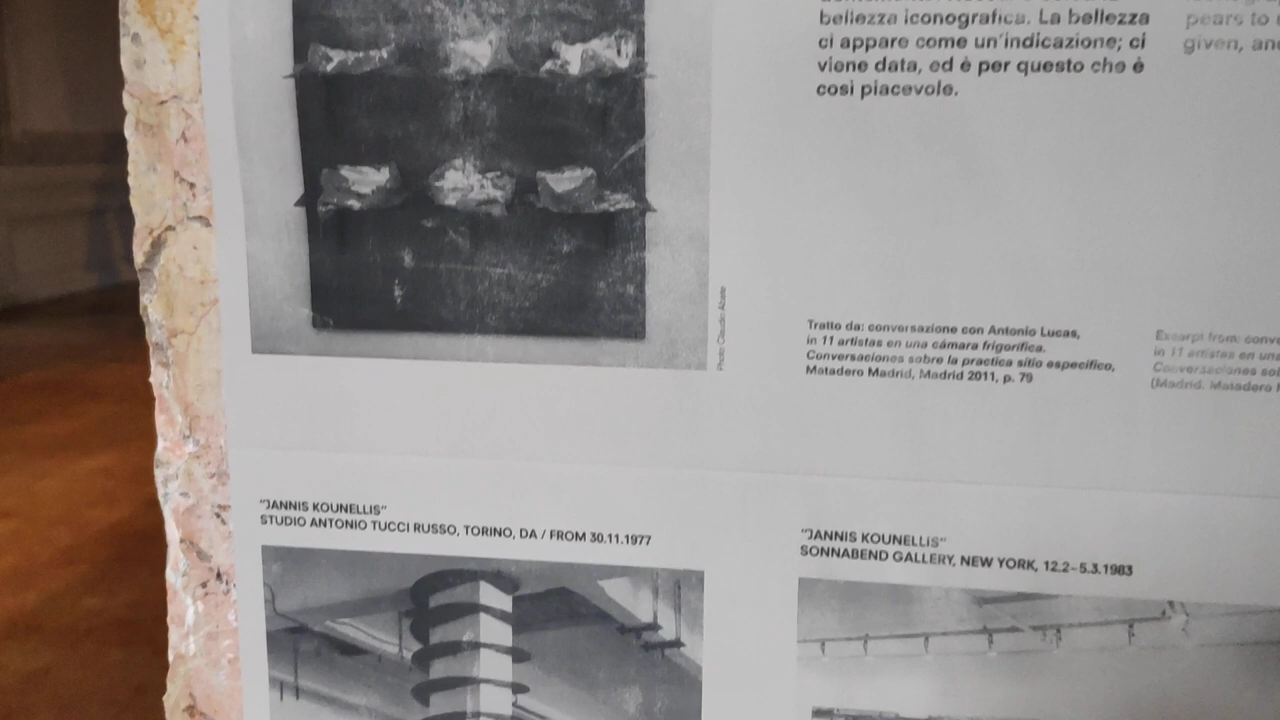 bellezza iconografica. La bellezza
ci appare come un'indicazione; ci
viene data, ed è per questo che è
così piacevole.
pears to
given, and
Photo Claudio Abate
Tratto da: conversazione con Antonio Lucas,
in 11 artistas en una cámara frigorífica.
Conversaciones sobre la practica sitio especifico,
Matadero Madrid, Madrid 2011, p. 79
Excerpt from: conve
in 11 artistas en una
Conversaciones sob
(Madrid: Matadero M
"JANNIS KOUNELLIS"
STUDIO ANTONIO TUCCI RUSSO, TORINO, DA / FROM 30.11.1977
"JANNIS KOUNELLIS"
SONNABEND GALLERY, NEW YORK, 12.2–5.3.1983